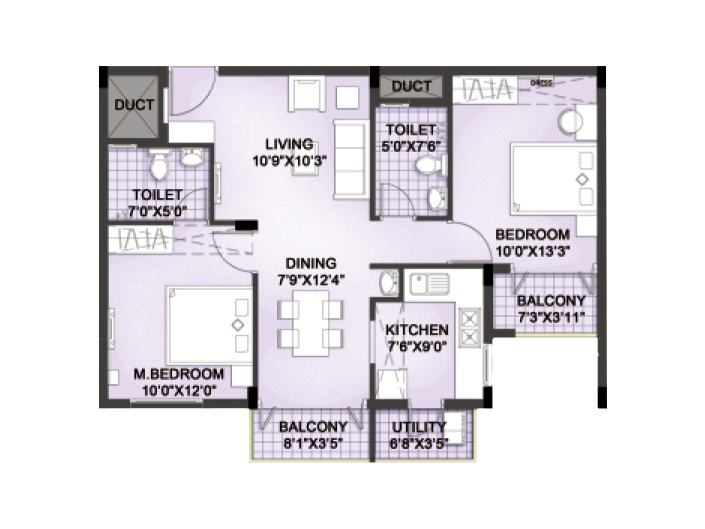 DUCT
DUCT
DRESS
LIVING
10'9"X10'3"
TOILET
5'0"X7'6"
TOILET
7'0"X5'0"
BEDROOM
10'0"X13'3"
DINING
7'9"X12'4"
BALCONY
7'3"X3'11"
KITCHEN
7'6"X9'0"
M.BEDROOM
10'0"X12'0"
BALCONY
8'1"X3'5"
UTILITY
6'8"X3'5"